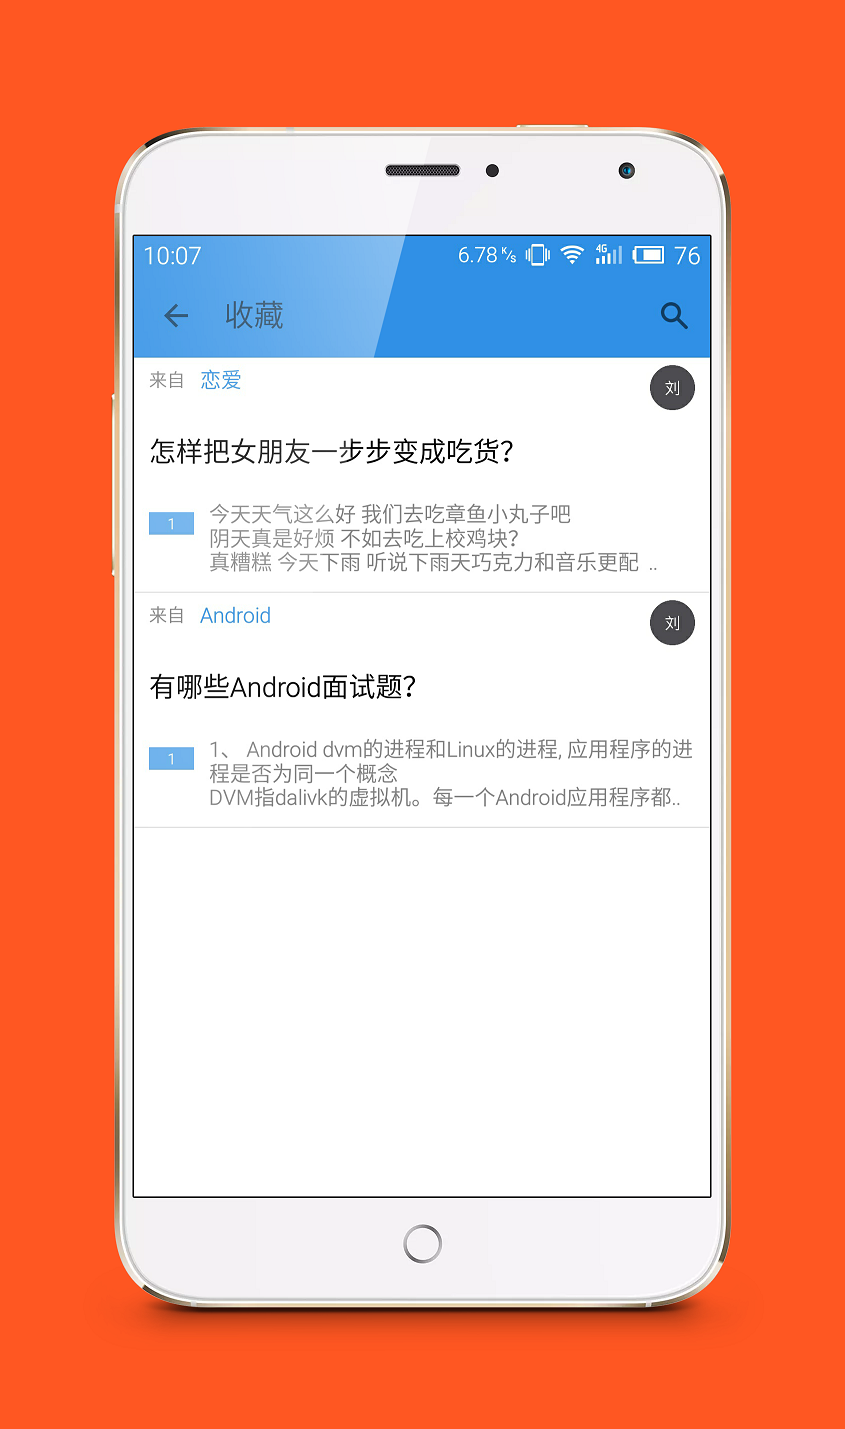 10:07 6.78 K/s 4G 76
收藏
来自 恋爱
刘
怎样把女朋友一步步变成吃货?
1
今天天气这么好 我们去吃章鱼小丸子吧
阴天真是好烦 不如去吃上校鸡块?
真糟糕 今天下雨 听说下雨天巧克力和音乐更配 ..
来自 Android
刘
有哪些Android面试题?
1
1、 Android dvm的进程和Linux的进程, 应用程序的进
程是否为同一个概念
DVM指dalivk的虚拟机。每一个Android应用程序都..